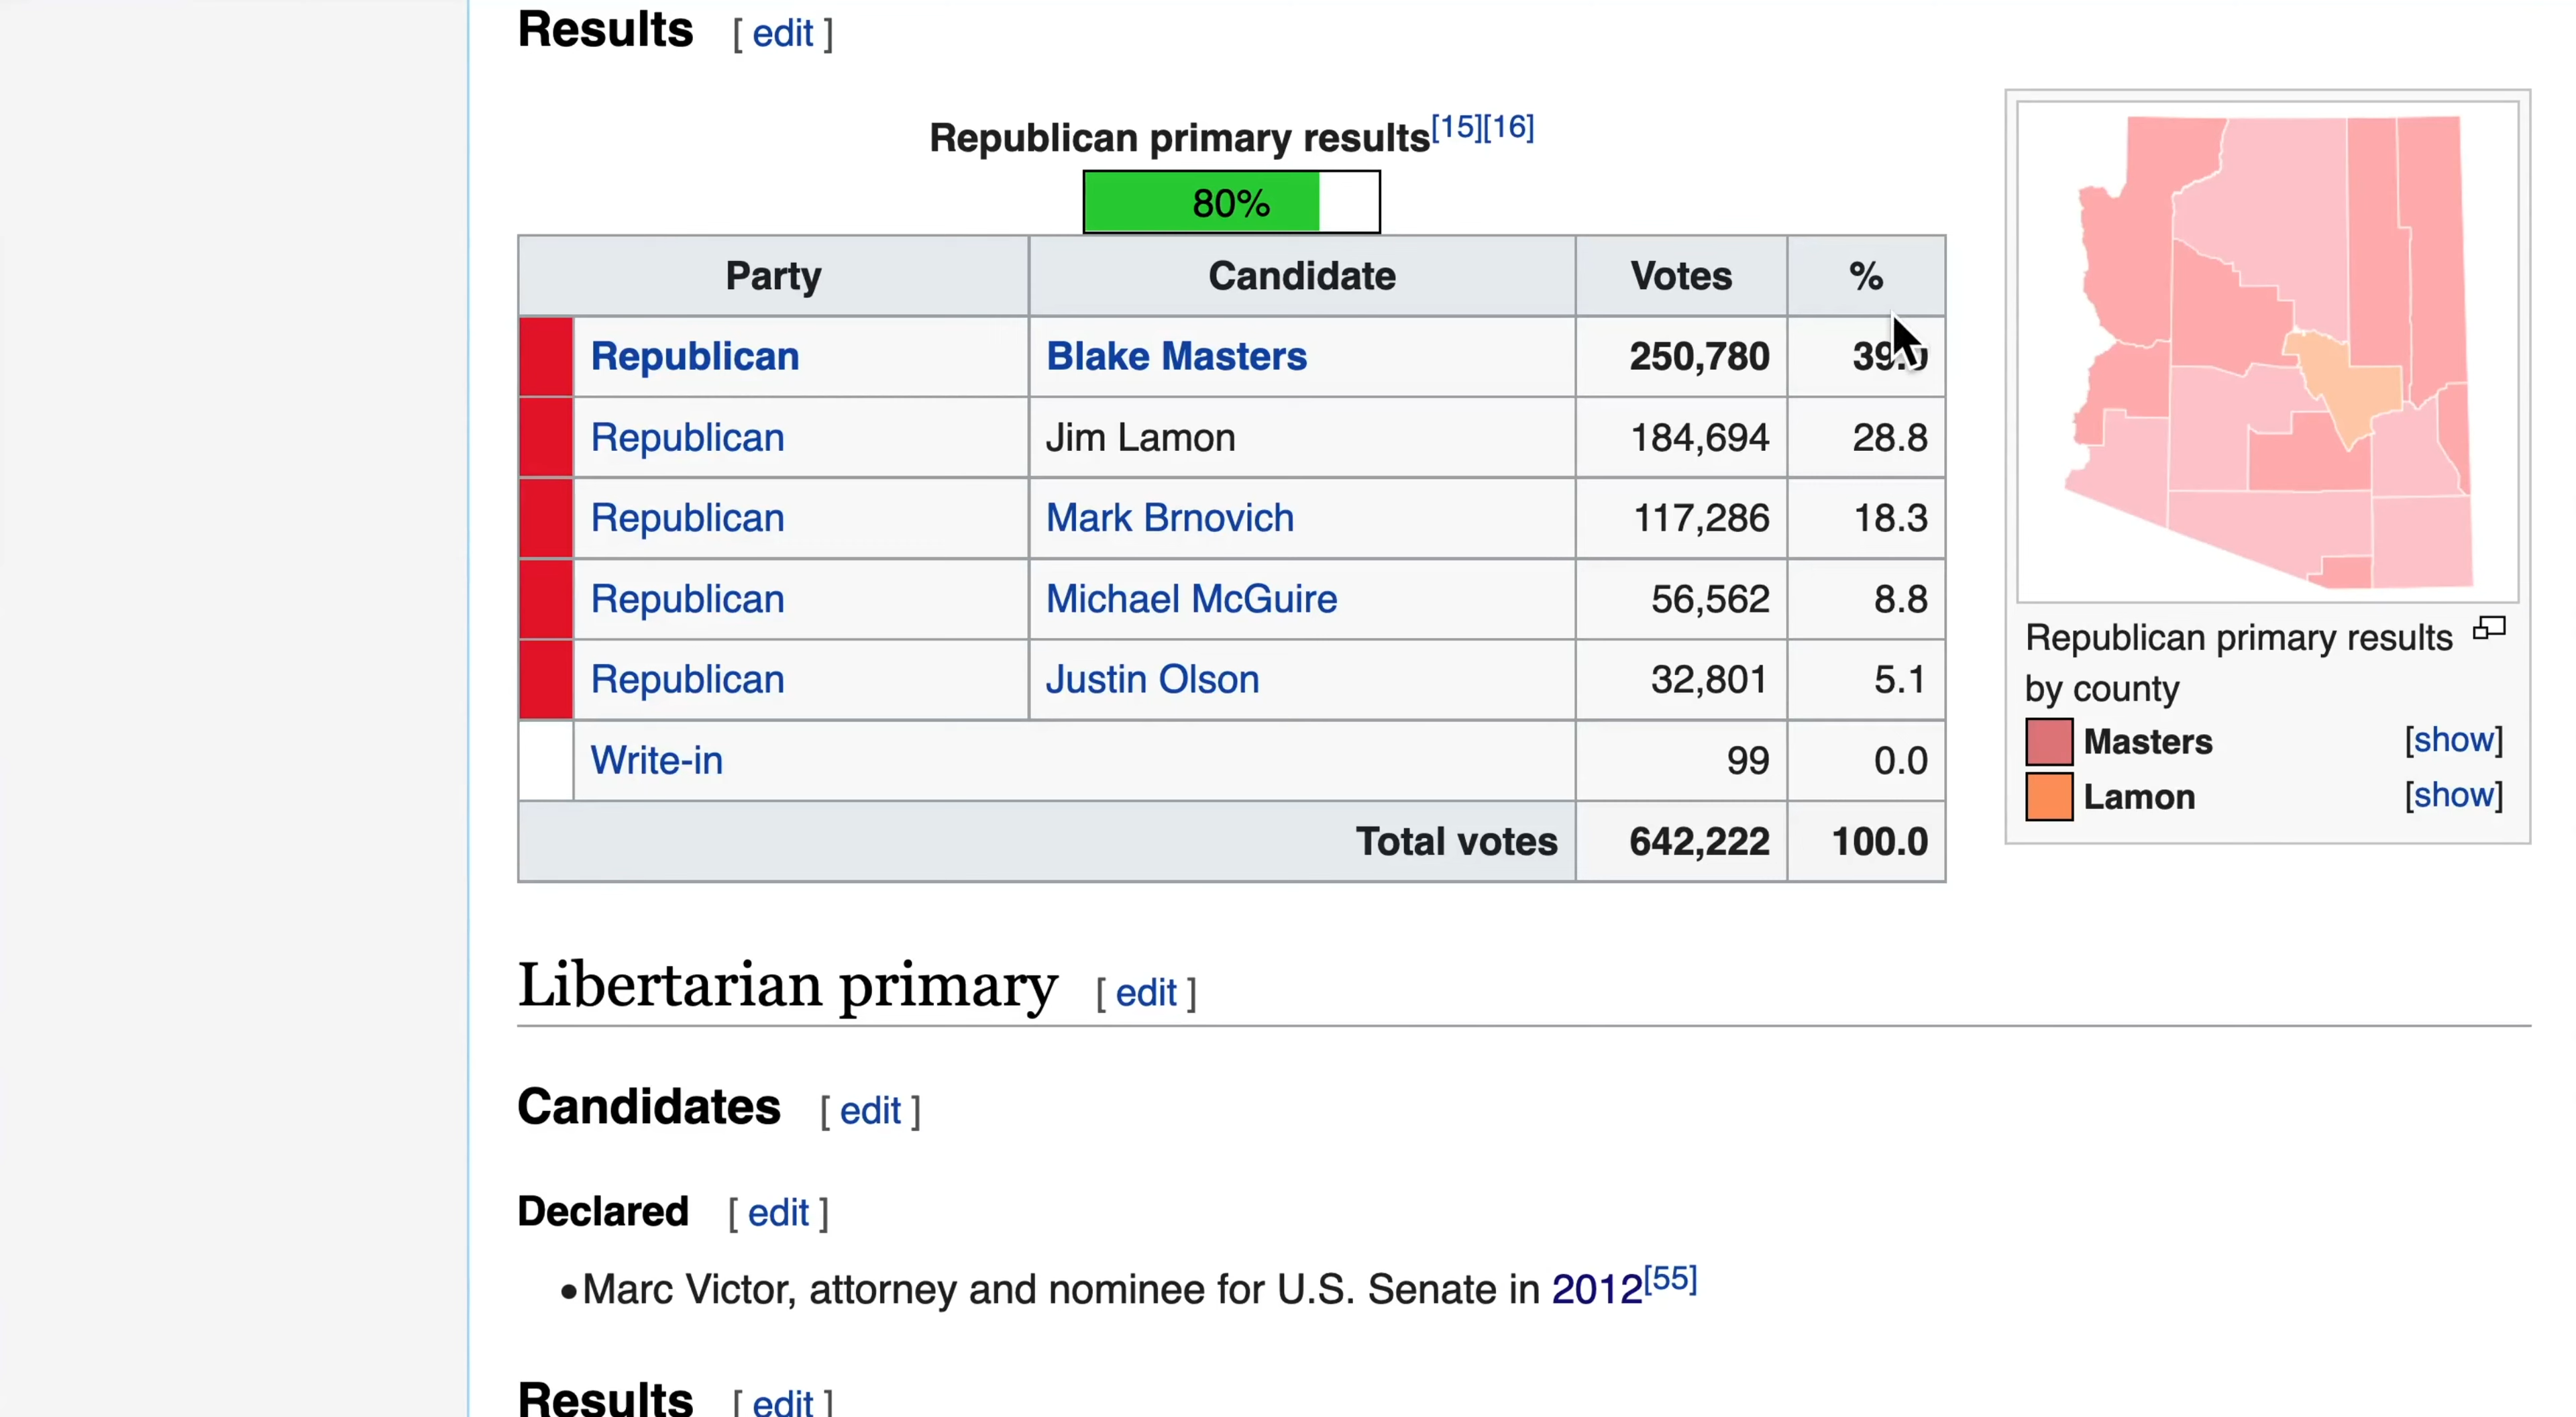 Results [ edit ]
Republican primary results[15][16]
80%
Party Candidate Votes %
Republican Blake Masters 250,780 39.0
Republican Jim Lamon 184,694 28.8
Republican Mark Brnovich 117,286 18.3
Republican Michael McGuire 56,562 8.8
Republican Justin Olson 32,801 5.1
Write-in 99 0.0
Total votes 642,222 100.0
Republican primary results
by county
Masters [show]
Lamon [show]
Libertarian primary [ edit ]
Candidates [ edit ]
Declared [ edit ]
•Marc Victor, attorney and nominee for U.S. Senate in 2012[55]
Results [ edit ]